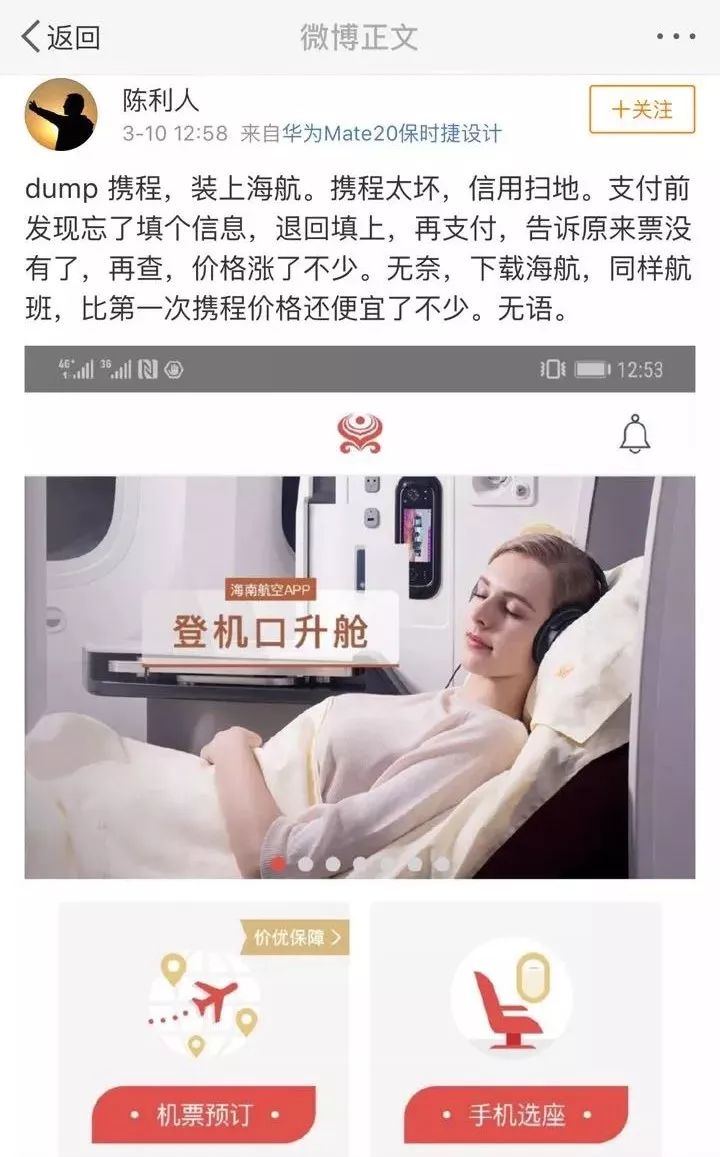 返回
微博正文
陈利人
+关注
3-10 12:58 来自华为Mate20保时捷设计
dump 携程，装上海航。携程太坏，信用扫地。支付前
发现忘了填个信息，退回填上，再支付，告诉原来票没
有了，再查，价格涨了不少。无奈，下载海航，同样航
班，比第一次携程价格还便宜了不少。无语。
4G+ 3G 12:53
海南航空APP
登机口升舱
价优保障
机票预订
手机选座